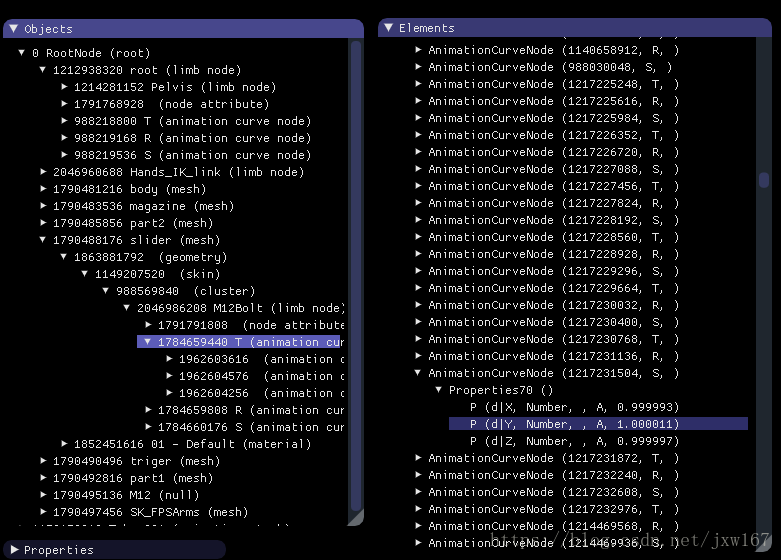 Objects
0 RootNode (root)
1212938320 root (limb node)
1214281152 Pelvis (limb node)
1791768928 (node attribute)
988218800 T (animation curve node)
988219168 R (animation curve node)
988219536 S (animation curve node)
2046960688 Hands_IK_link (limb node)
1790481216 body (mesh)
1790483536 magazine (mesh)
1790485856 part2 (mesh)
1790488176 slider (mesh)
1863881792 (geometry)
1149207520 (skin)
988569840 (cluster)
2046986208 M12Bolt (limb node)
1791791808 (node attribute
1784659440 T (animation cur
1962603616 (animation c
1962604576 (animation c
1962604256 (animation c
1784659808 R (animation cur
1784660176 S (animation cur
1852451616 01 - Default (material)
1790490496 triger (mesh)
1790492816 part1 (mesh)
1790495136 M12 (null)
1790497456 SK_FPSArms (mesh)
Properties
Elements
AnimationCurveNode (1140658912, R, )
AnimationCurveNode (988030048, S, )
AnimationCurveNode (1217225248, T, )
AnimationCurveNode (1217225616, R, )
AnimationCurveNode (1217225984, S, )
AnimationCurveNode (1217226352, T, )
AnimationCurveNode (1217226720, R, )
AnimationCurveNode (1217227088, S, )
AnimationCurveNode (1217227456, T, )
AnimationCurveNode (1217227824, R, )
AnimationCurveNode (1217228192, S, )
AnimationCurveNode (1217228560, T, )
AnimationCurveNode (1217228928, R, )
AnimationCurveNode (1217229296, S, )
AnimationCurveNode (1217229664, T, )
AnimationCurveNode (1217230032, R, )
AnimationCurveNode (1217230400, S, )
AnimationCurveNode (1217230768, T, )
AnimationCurveNode (1217231136, R, )
AnimationCurveNode (1217231504, S, )
Properties70 ()
P (d|X, Number, , A, 0.999993)
P (d|Y, Number, , A, 1.000011)
P (d|Z, Number, , A, 0.999997)
AnimationCurveNode (1217231872, T, )
AnimationCurveNode (1217232240, R, )
AnimationCurveNode (1217232608, S, )
AnimationCurveNode (1217232976, T, )
AnimationCurveNode (1214469568, R, )
AnimationCurveNode (1214469936, S, )
https://blog.csdn.net/jxw167